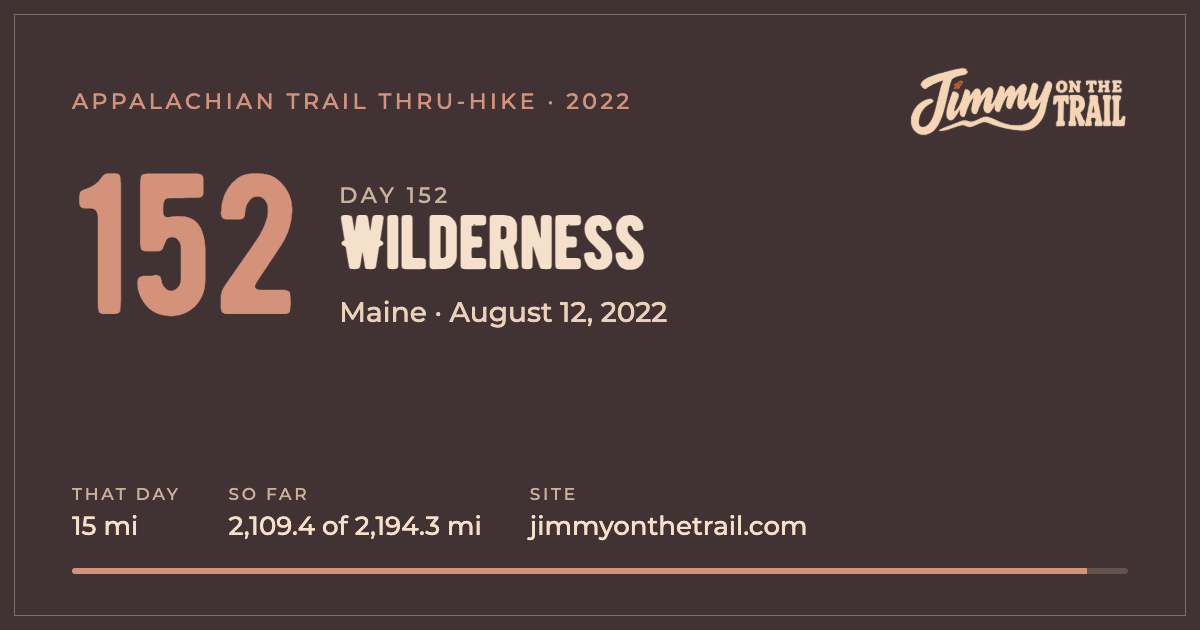 APPALACHIAN TRAIL THRU-HIKE · 2022
Jimmy ON THE TRAIL
152
DAY 152
WILDERNESS
Maine · August 12, 2022
THAT DAY
15 mi
SO FAR
2,109.4 of 2,194.3 mi
SITE
jimmyonthetrail.com